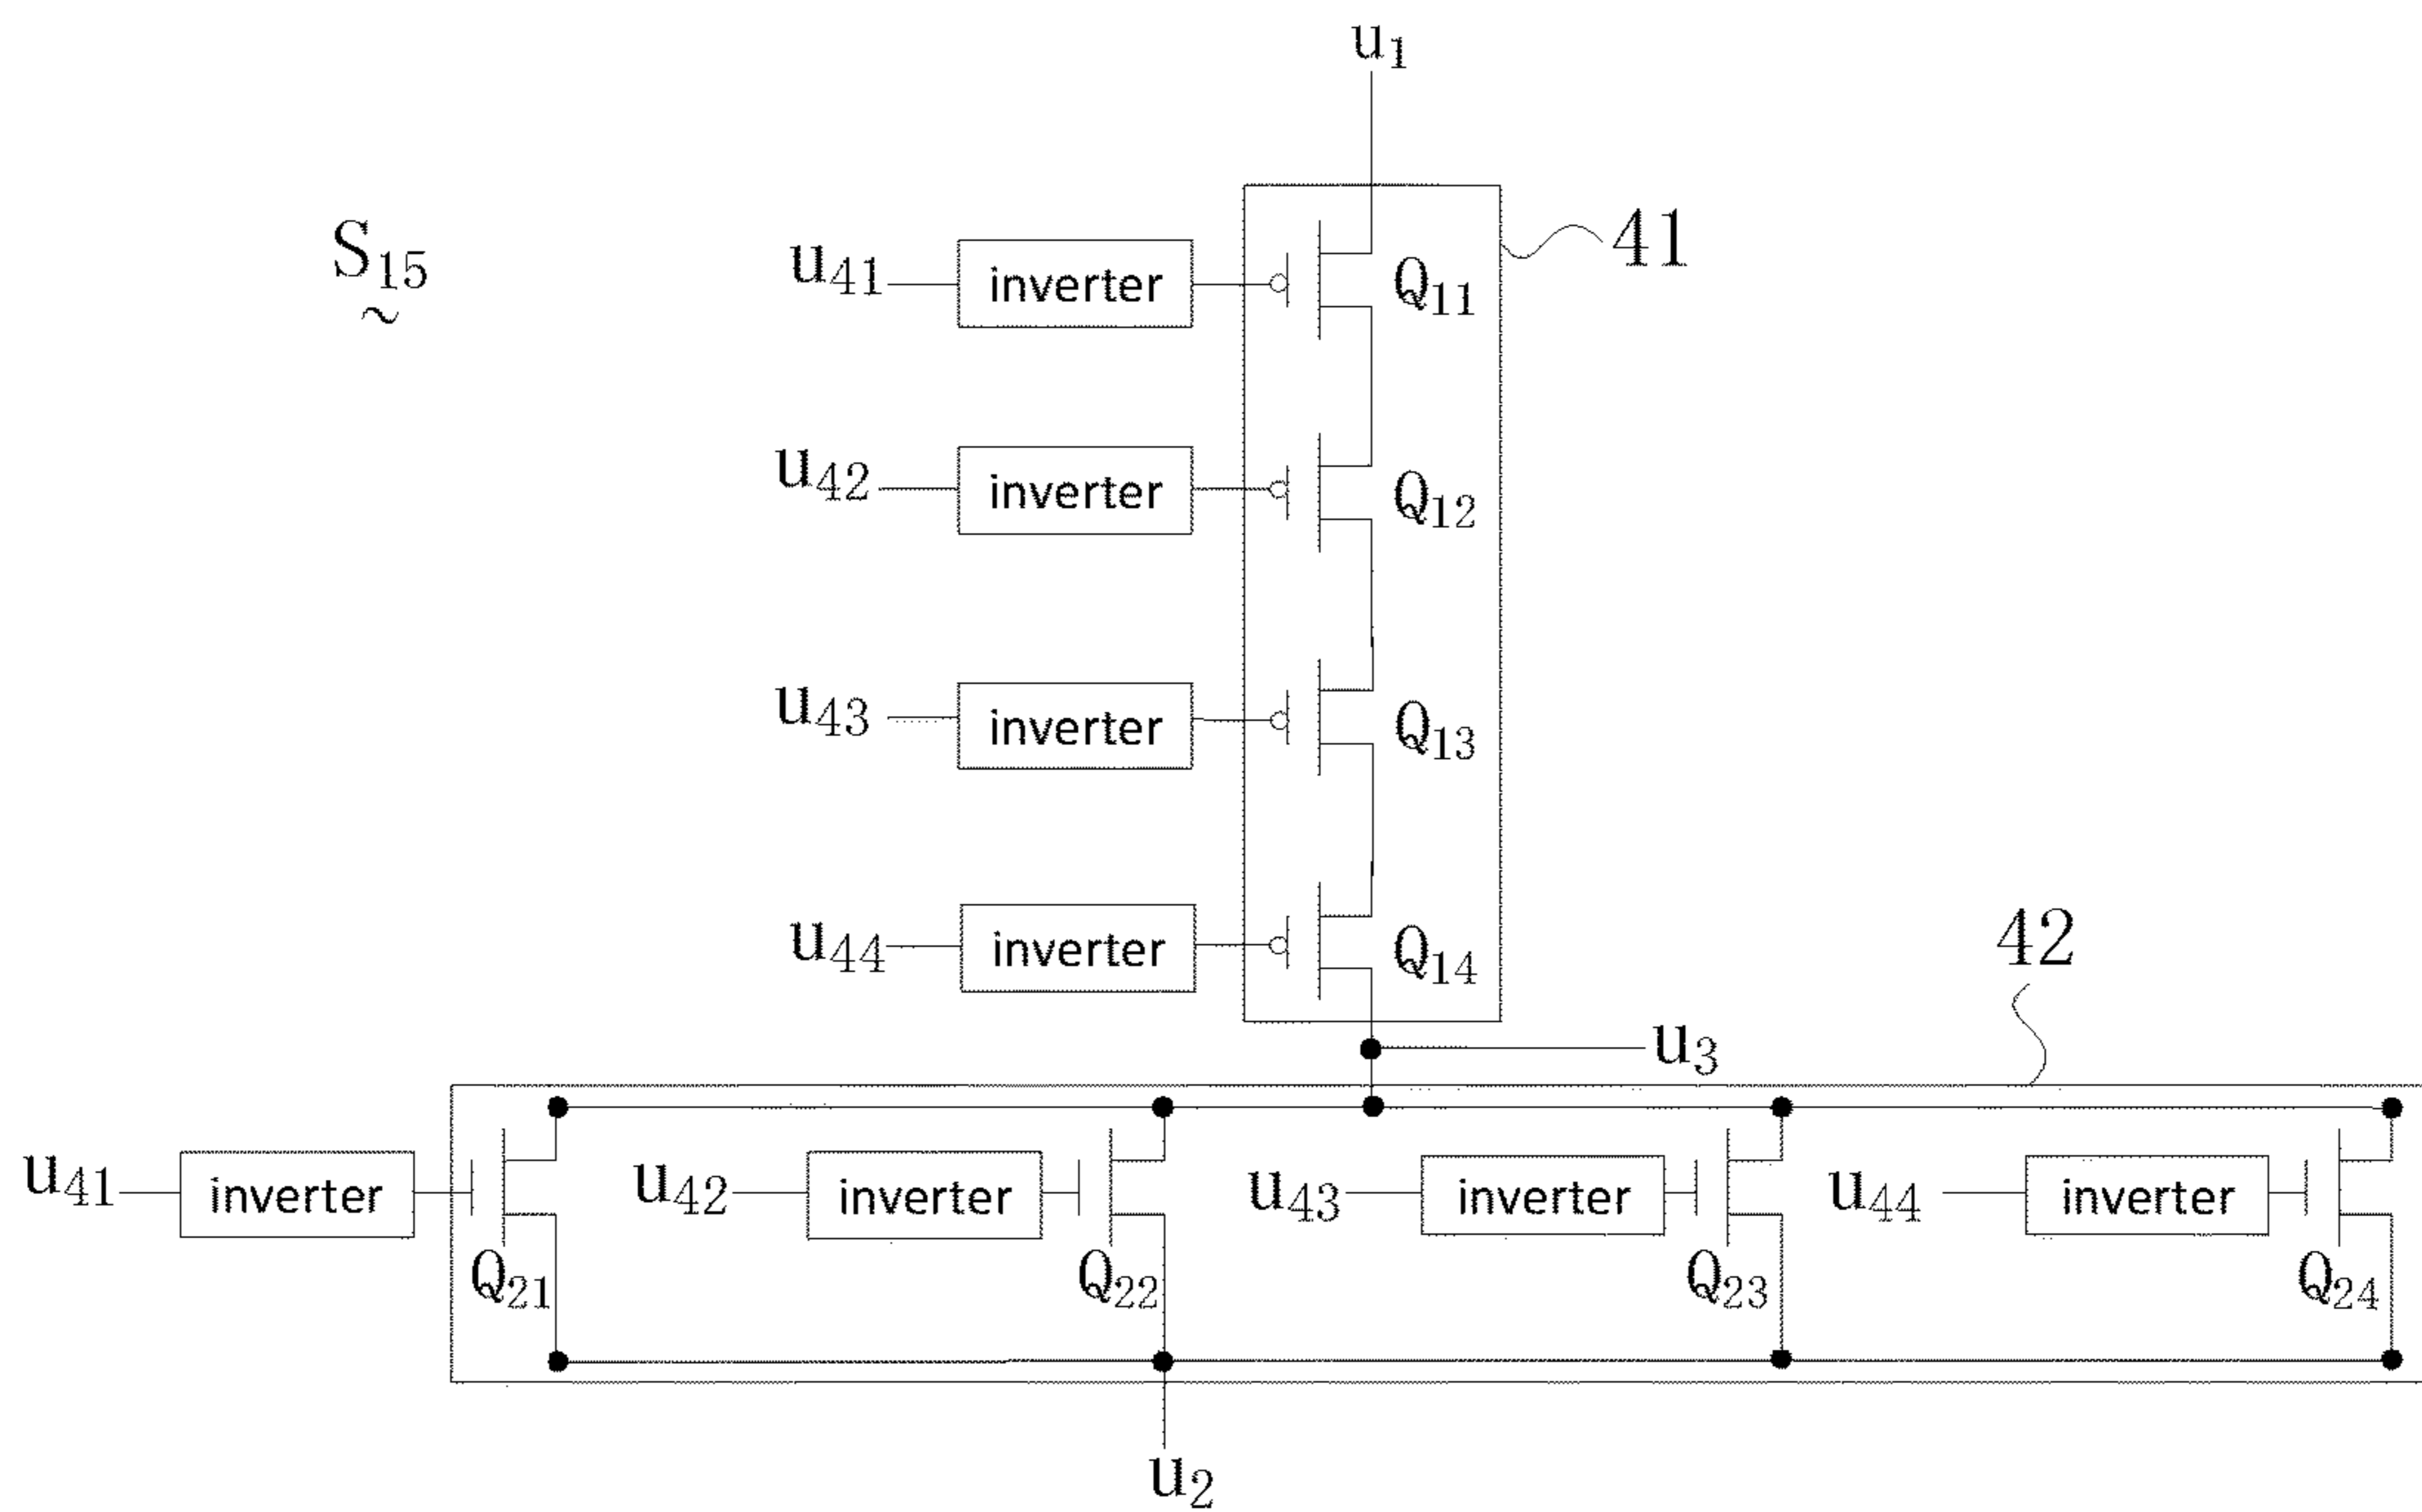 u1
S15
~
u41 inverter Q11 41
u42 inverter Q12
u43 inverter Q13
u44 inverter Q14
42
u3
u41 inverter u42 inverter u43 inverter u44 inverter
Q21 Q22 Q23 Q24
u2